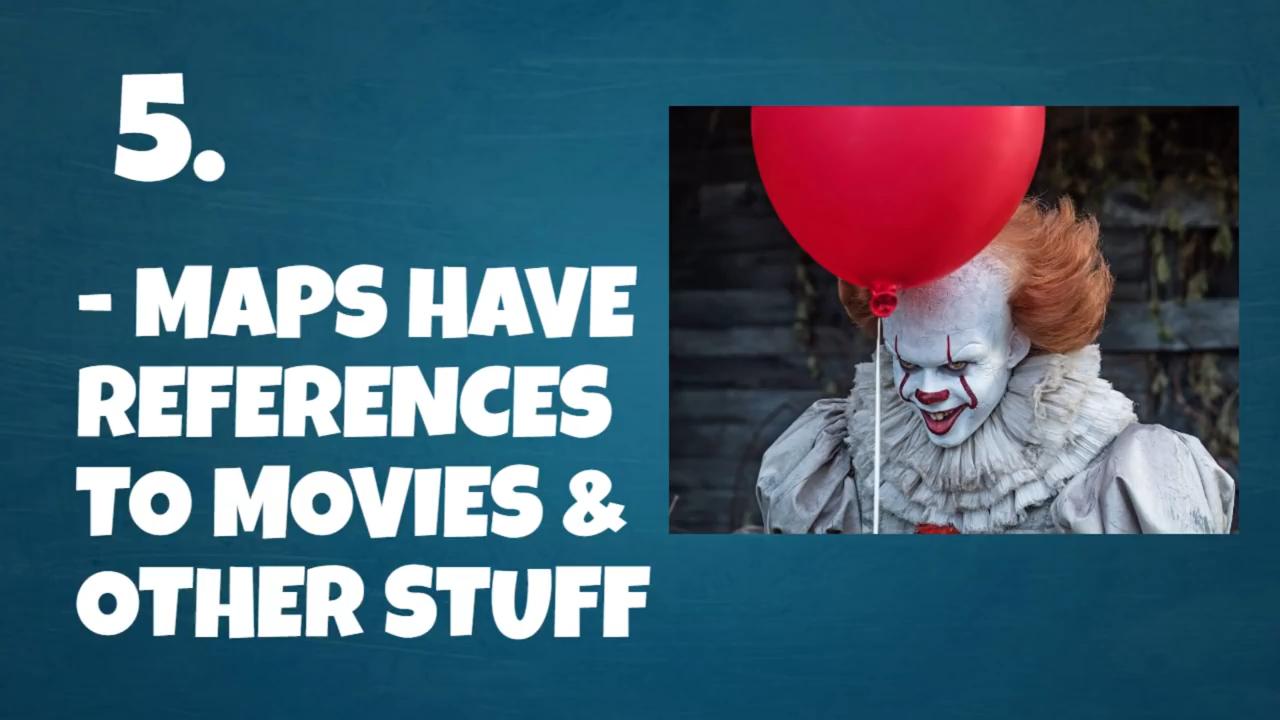 5.
- MAPS HAVE
REFERENCES
TO MOVIES &
OTHER STUFF